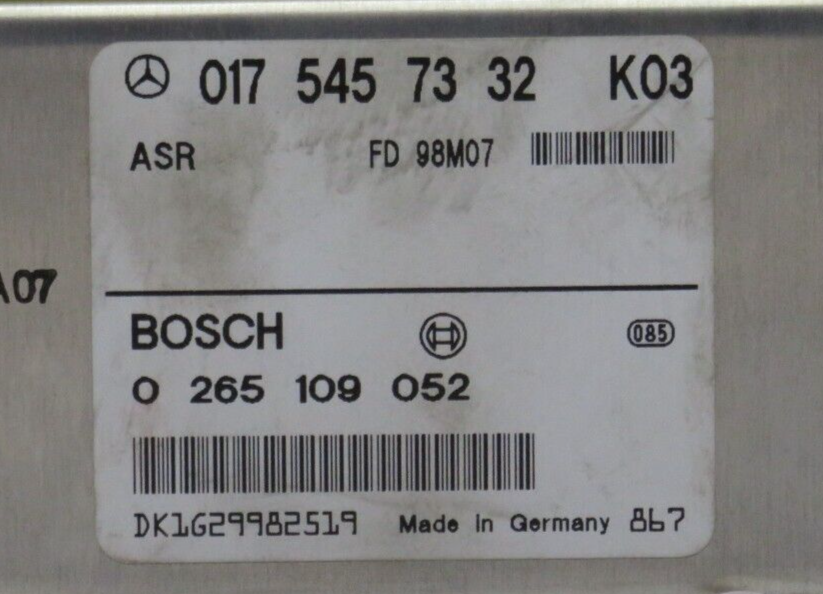 017 545 73 32 K03
ASR FD 98M07
A07
BOSCH 085
0 265 109 052
DK1G29982519 Made in Germany 867